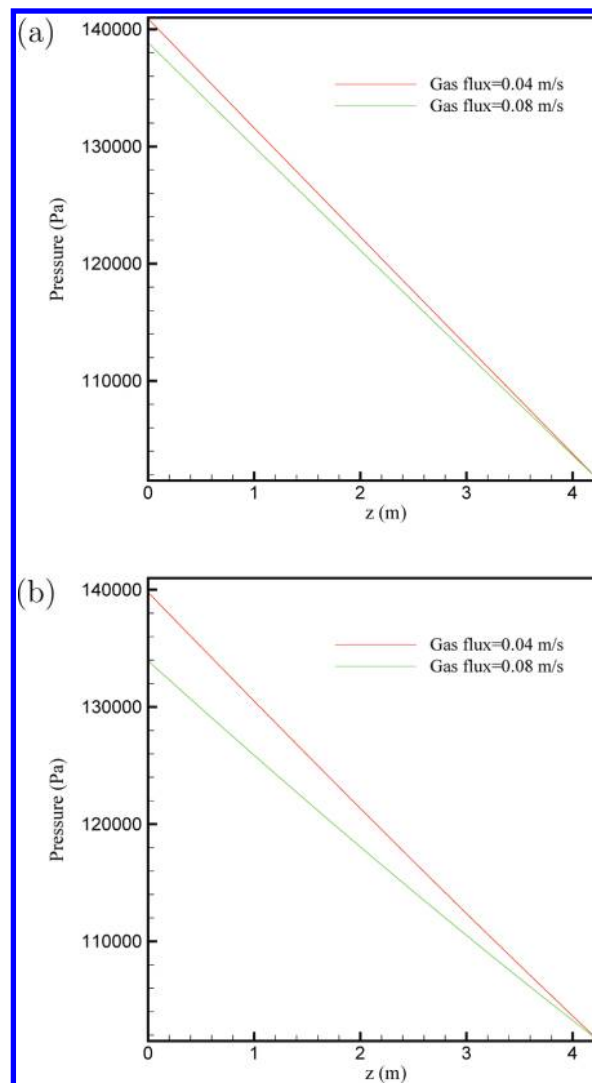 (a)
140000
130000
120000
110000
Pressure (Pa)
Gas flux=0.04 m/s
Gas flux=0.08 m/s
0 1 2 3 4
z (m)
(b)
140000
130000
120000
110000
Pressure (Pa)
Gas flux=0.04 m/s
Gas flux=0.08 m/s
0 1 2 3 4
z (m)